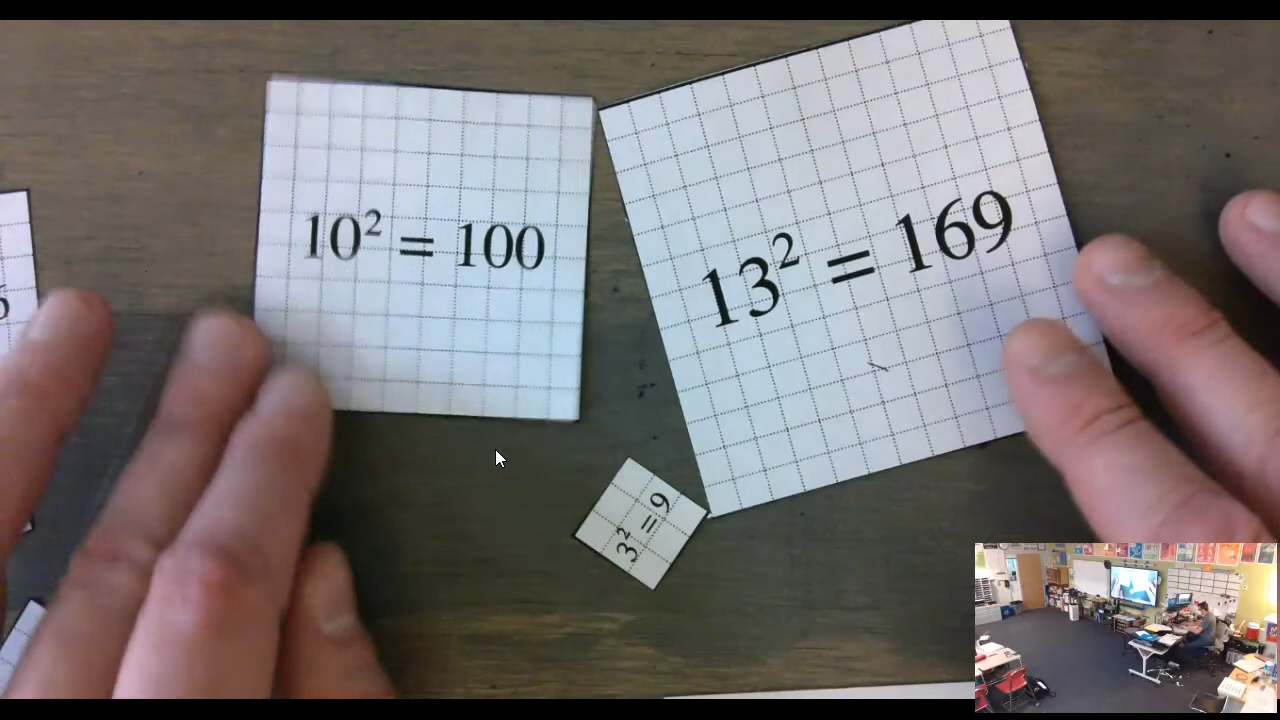 10² = 100
13² = 169
3² = 9